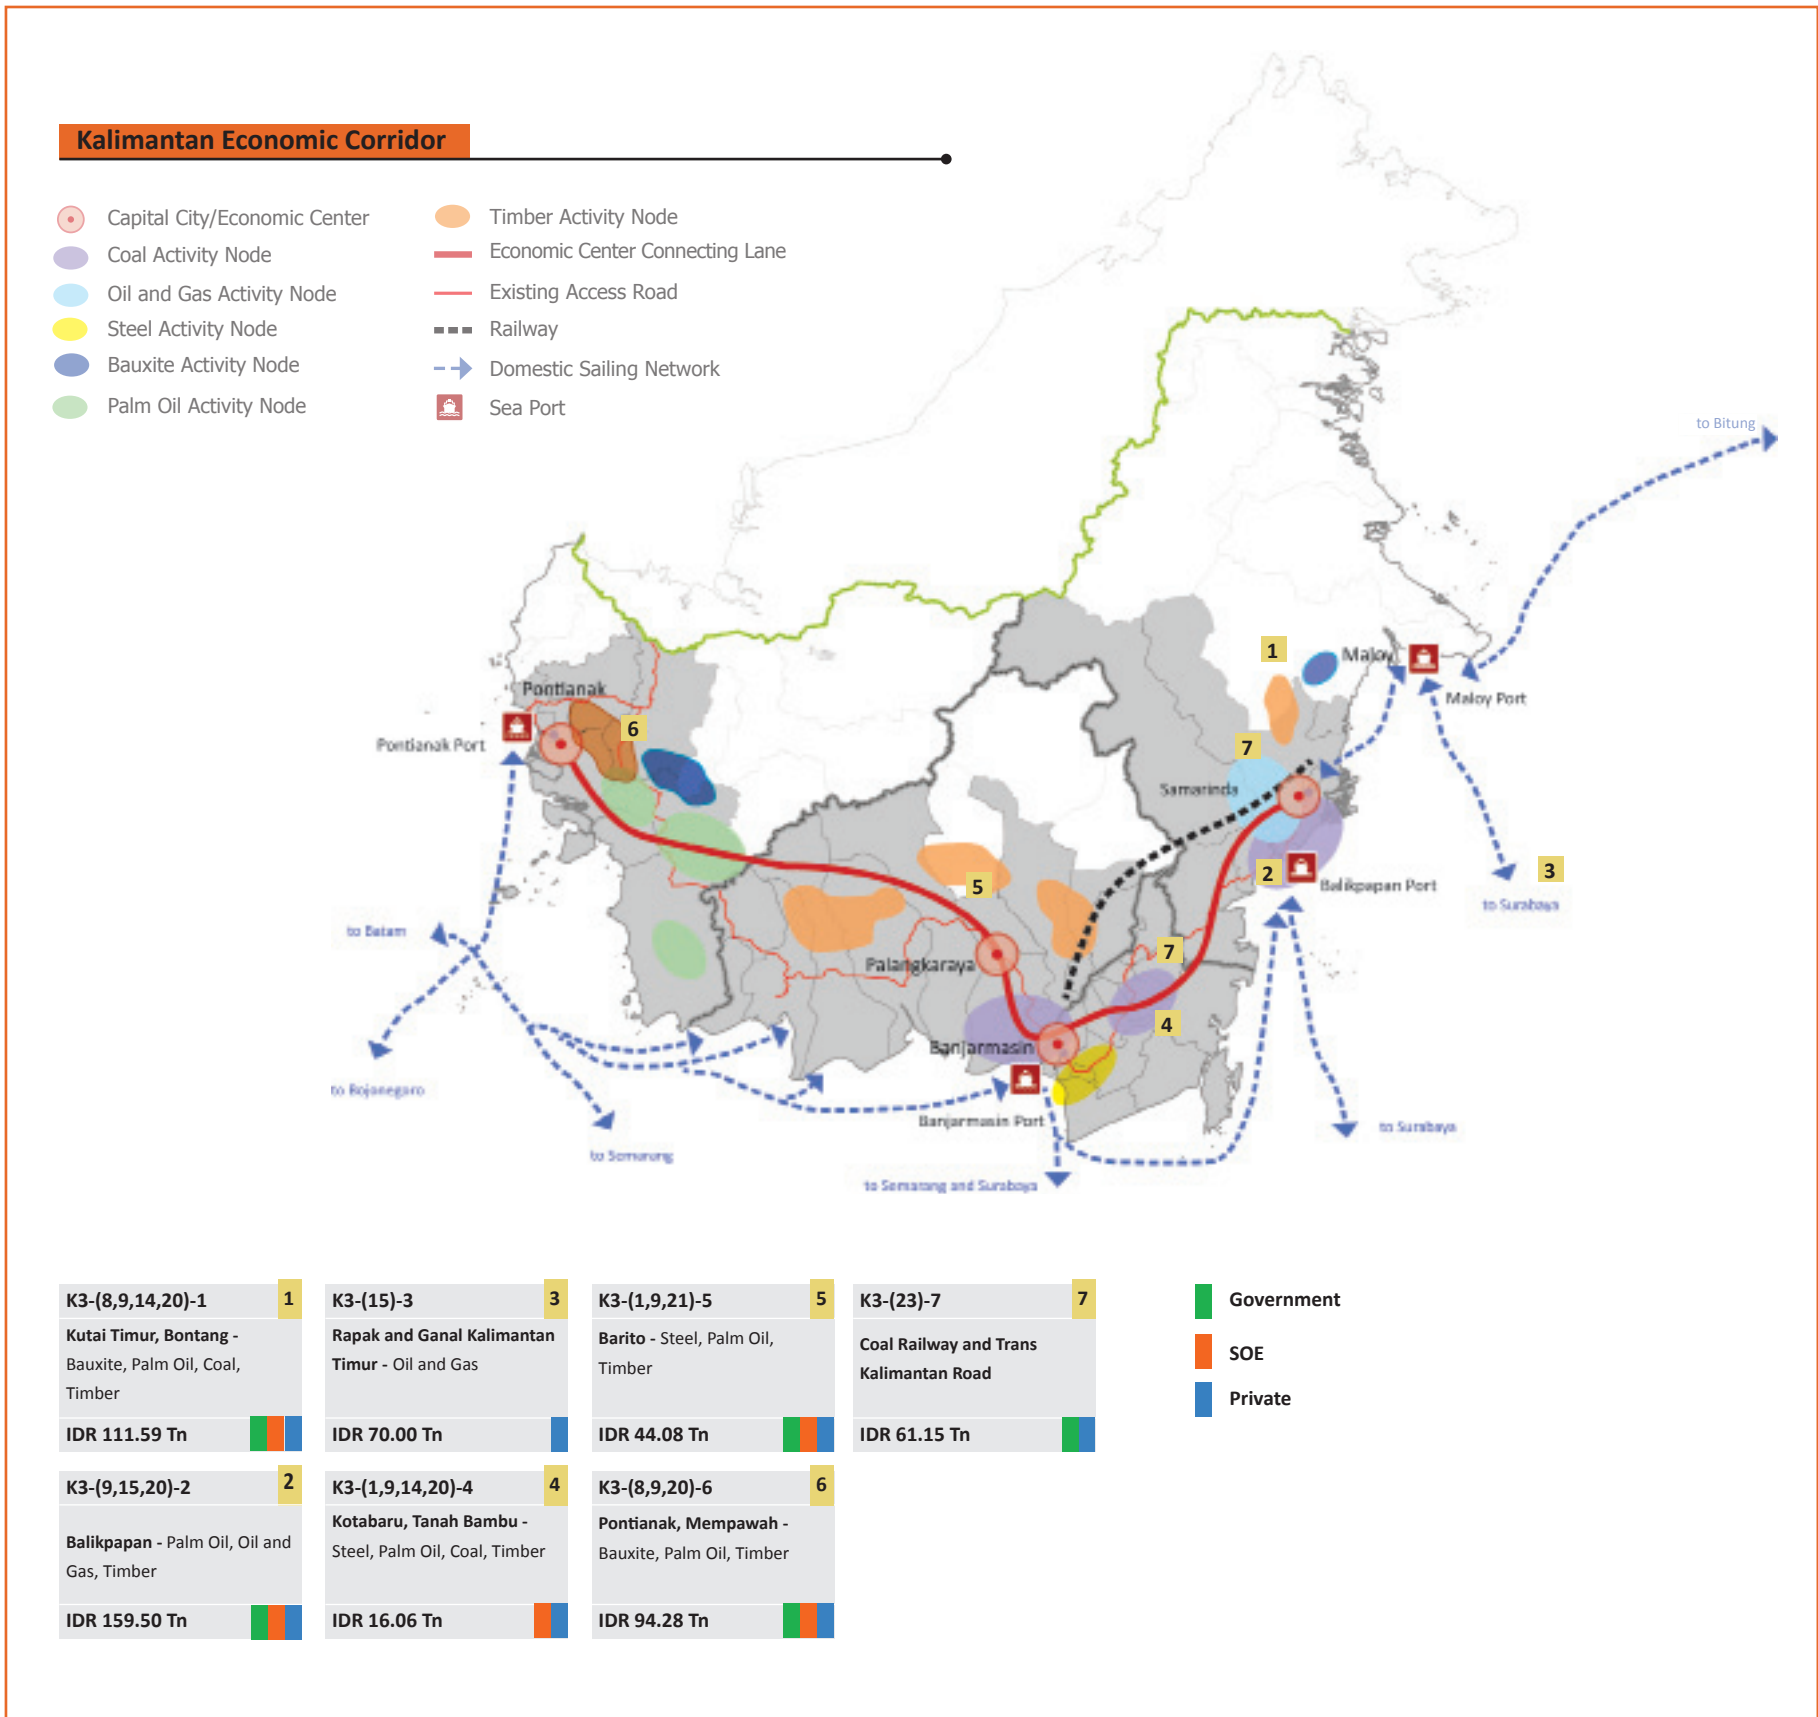 Kalimantan Economic Corridor
Capital City/Economic Center
Coal Activity Node
Oil and Gas Activity Node
Steel Activity Node
Bauxite Activity Node
Palm Oil Activity Node
Timber Activity Node
Economic Center Connecting Lane
Existing Access Road
Railway
Domestic Sailing Network
Sea Port
to Bitung
1
Maloy
Maloy Port
Pontianak
6
Pontianak Port
7
Samarinda
2
Balikpapan Port
3
to Surabaya
5
to Batam
Palangkaraya
7
4
Banjarmasin
to Bojonegoro
Banjarmasin Port
to Surabaya
to Semarang
to Semarang and Surabaya
K3-(8,9,14,20)-1
1
Kutai Timur, Bontang -
Bauxite, Palm Oil, Coal,
Timber
IDR 111.59 Tn
K3-(15)-3
3
Rapak and Ganal Kalimantan
Timur - Oil and Gas
IDR 70.00 Tn
K3-(1,9,21)-5
5
Barito - Steel, Palm Oil,
Timber
IDR 44.08 Tn
K3-(23)-7
7
Coal Railway and Trans
Kalimantan Road
IDR 61.15 Tn
Government
SOE
Private
K3-(9,15,20)-2
2
Balikpapan - Palm Oil, Oil and
Gas, Timber
IDR 159.50 Tn
K3-(1,9,14,20)-4
4
Kotabaru, Tanah Bambu -
Steel, Palm Oil, Coal, Timber
IDR 16.06 Tn
K3-(8,9,20)-6
6
Pontianak, Mempawah -
Bauxite, Palm Oil, Timber
IDR 94.28 Tn